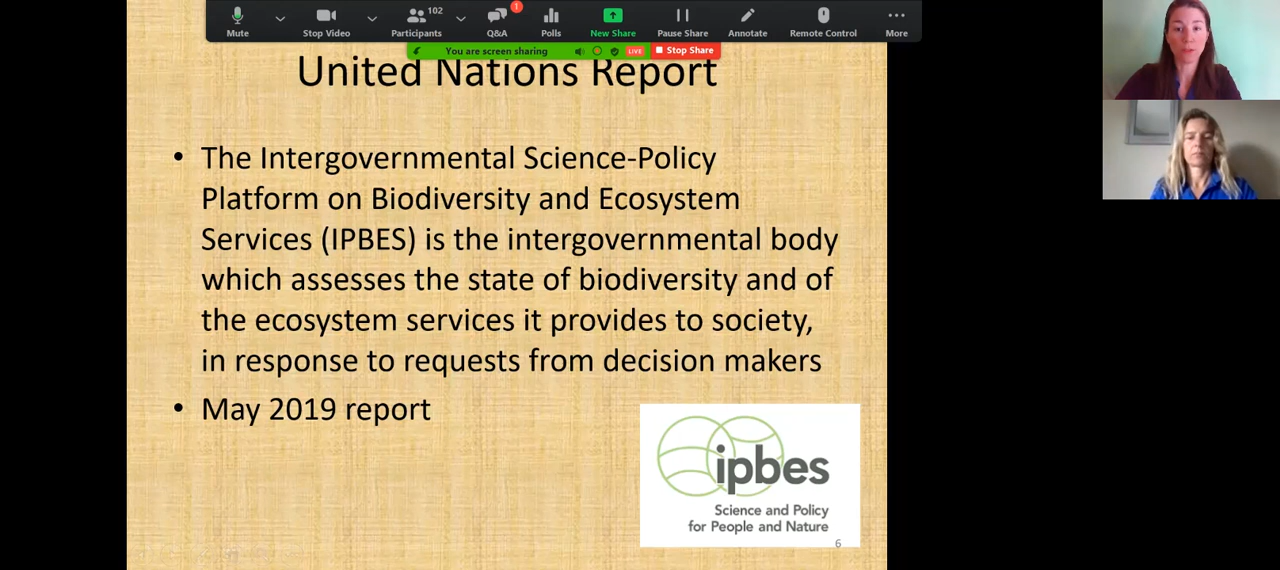 102
1
Mute
Stop Video
Participants
Q&A
Polls
New Share
Pause Share
Annotate
Remote Control
More
You are screen sharing
LIVE
Stop Share
United Nations Report
• The Intergovernmental Science-Policy
Platform on Biodiversity and Ecosystem
Services (IPBES) is the intergovernmental body
which assesses the state of biodiversity and of
the ecosystem services it provides to society,
in response to requests from decision makers
• May 2019 report
ipbes
Science and Policy
for People and Nature
6